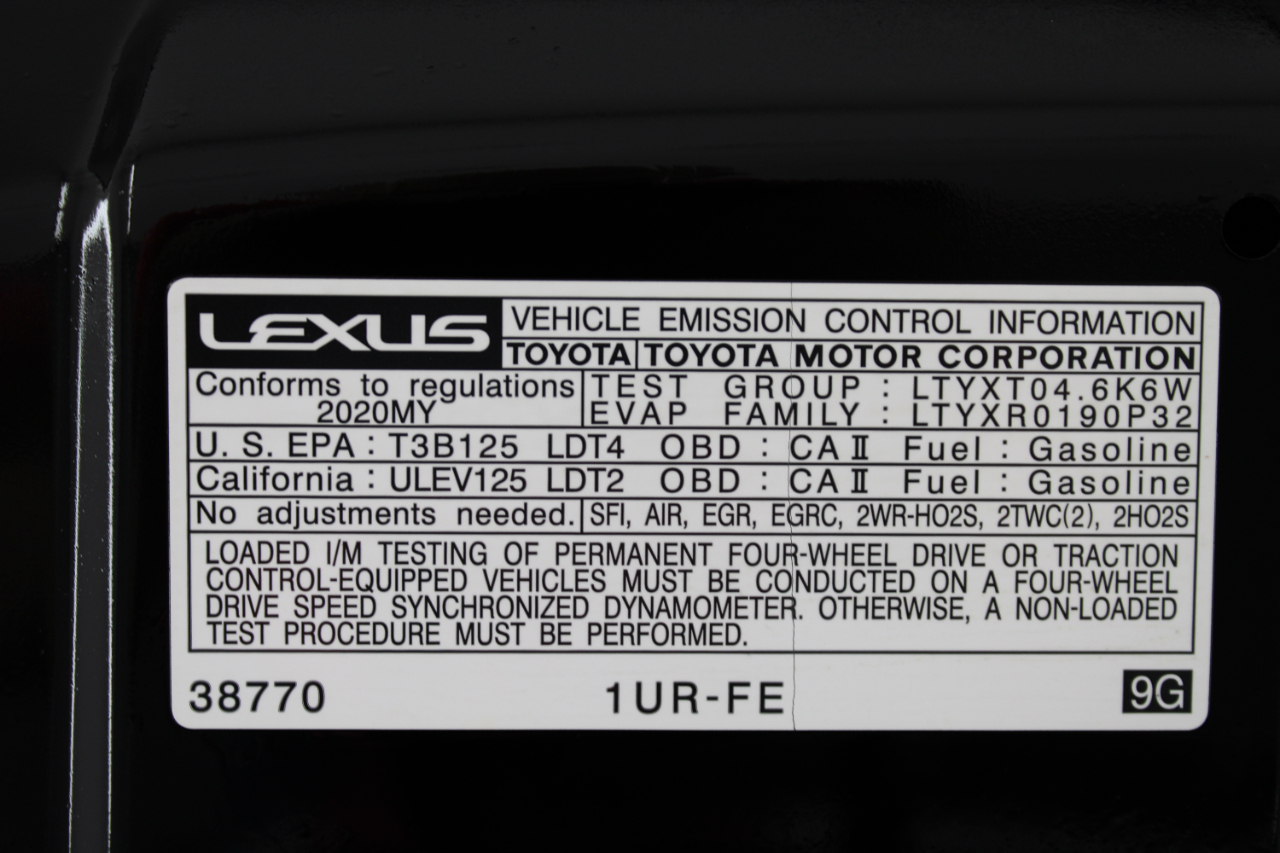 LEXUS VEHICLE EMISSION CONTROL INFORMATION
TOYOTA TOYOTA MOTOR CORPORATION
Conforms to regulations TEST GROUP : LTYXT04.6K6W
2020MY EVAP FAMILY : LTYXR0190P32
U.S. EPA : T3B125 LDT4 OBD : CAⅡ Fuel : Gasoline
California : ULEV125 LDT2 OBD : CAⅡ Fuel : Gasoline
No adjustments needed. SFI, AIR, EGR, EGRC, 2WR-HO2S, 2TWC(2), 2HO2S
LOADED I/M TESTING OF PERMANENT FOUR-WHEEL DRIVE OR TRACTION
CONTROL-EQUIPPED VEHICLES MUST BE CONDUCTED ON A FOUR-WHEEL
DRIVE SPEED SYNCHRONIZED DYNAMOMETER. OTHERWISE, A NON-LOADED
TEST PROCEDURE MUST BE PERFORMED.
38770 1UR-FE 9G